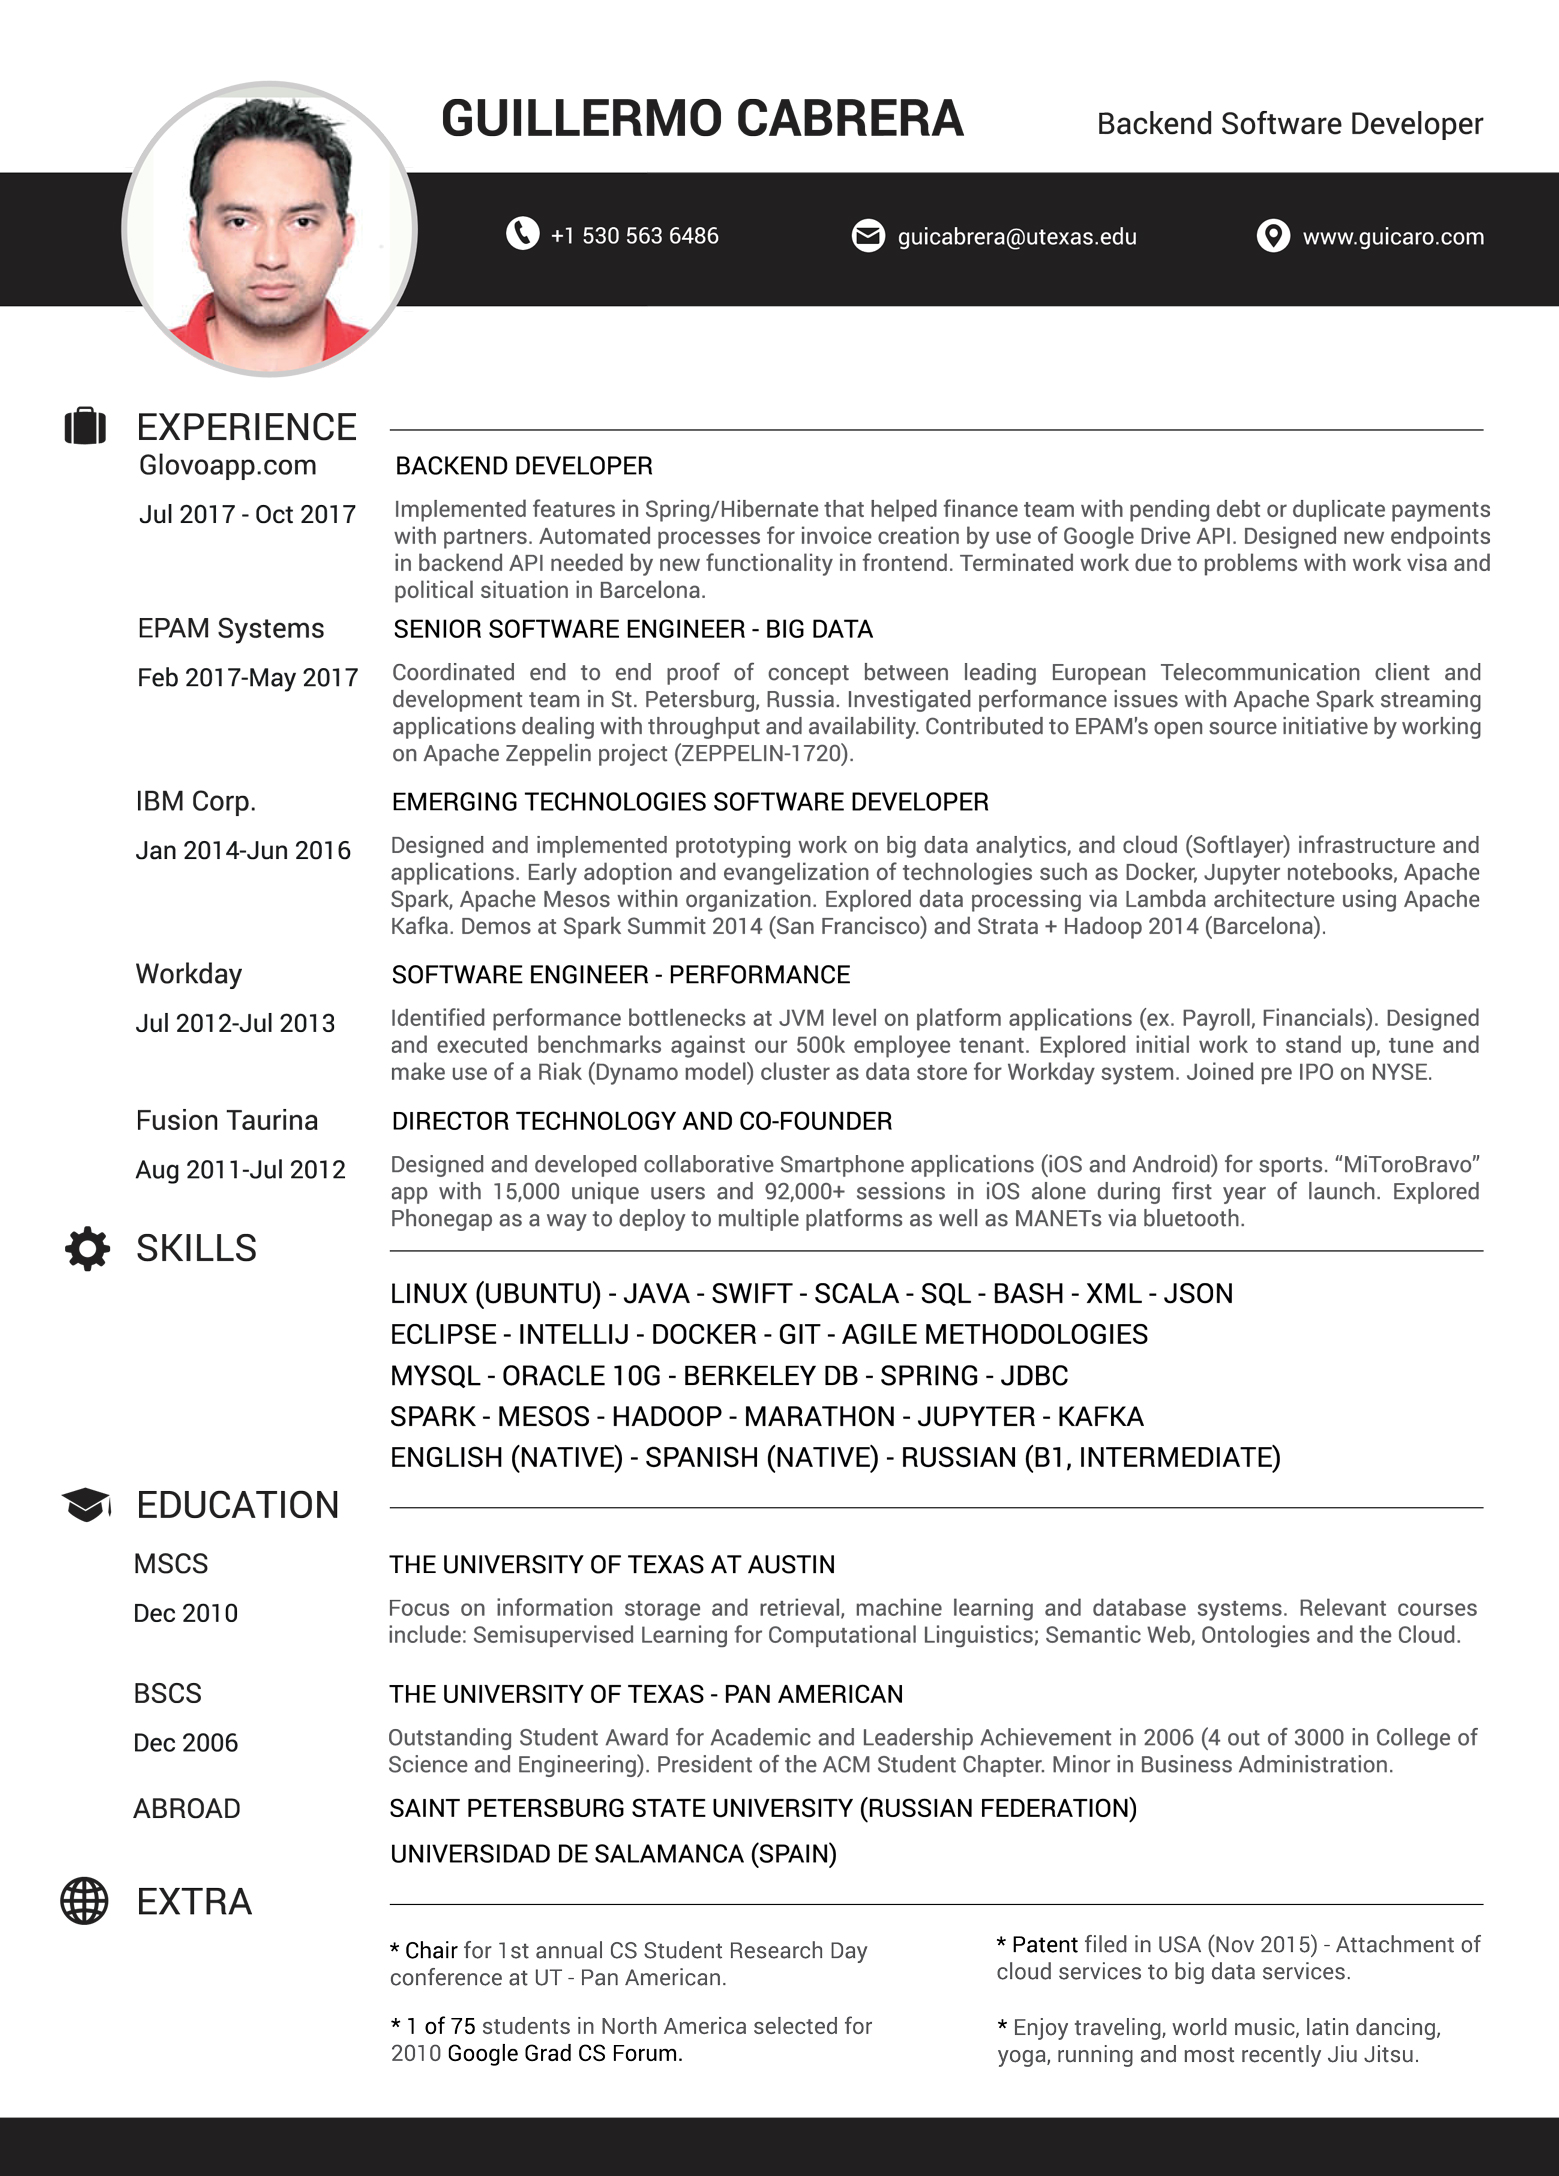 GUILLERMO CABRERA
Backend Software Developer
+1 530 563 6486
guicabrera@utexas.edu
www.guicaro.com
EXPERIENCE
Glovoapp.com
BACKEND DEVELOPER
Jul 2017 - Oct 2017
Implemented features in Spring/Hibernate that helped finance team with pending debt or duplicate payments
with partners. Automated processes for invoice creation by use of Google Drive API. Designed new endpoints
in backend API needed by new functionality in frontend. Terminated work due to problems with work visa and
political situation in Barcelona.
EPAM Systems
SENIOR SOFTWARE ENGINEER - BIG DATA
Feb 2017-May 2017
Coordinated end to end proof of concept between leading European Telecommunication client and
development team in St. Petersburg, Russia. Investigated performance issues with Apache Spark streaming
applications dealing with throughput and availability. Contributed to EPAM's open source initiative by working
on Apache Zeppelin project (ZEPPELIN-1720).
IBM Corp.
EMERGING TECHNOLOGIES SOFTWARE DEVELOPER
Jan 2014-Jun 2016
Designed and implemented prototyping work on big data analytics, and cloud (Softlayer) infrastructure and
applications. Early adoption and evangelization of technologies such as Docker, Jupyter notebooks, Apache
Spark, Apache Mesos within organization. Explored data processing via Lambda architecture using Apache
Kafka. Demos at Spark Summit 2014 (San Francisco) and Strata + Hadoop 2014 (Barcelona).
Workday
SOFTWARE ENGINEER - PERFORMANCE
Jul 2012-Jul 2013
Identified performance bottlenecks at JVM level on platform applications (ex. Payroll, Financials). Designed
and executed benchmarks against our 500k employee tenant. Explored initial work to stand up, tune and
make use of a Riak (Dynamo model) cluster as data store for Workday system. Joined pre IPO on NYSE.
Fusion Taurina
DIRECTOR TECHNOLOGY AND CO-FOUNDER
Aug 2011-Jul 2012
Designed and developed collaborative Smartphone applications (iOS and Android) for sports. “MiToroBravo”
app with 15,000 unique users and 92,000+ sessions in iOS alone during first year of launch. Explored
Phonegap as a way to deploy to multiple platforms as well as MANETs via bluetooth.
SKILLS
LINUX (UBUNTU) - JAVA - SWIFT - SCALA - SQL - BASH - XML - JSON
ECLIPSE - INTELLIJ - DOCKER - GIT - AGILE METHODOLOGIES
MYSQL - ORACLE 10G - BERKELEY DB - SPRING - JDBC
SPARK - MESOS - HADOOP - MARATHON - JUPYTER - KAFKA
ENGLISH (NATIVE) - SPANISH (NATIVE) - RUSSIAN (B1, INTERMEDIATE)
EDUCATION
MSCS
THE UNIVERSITY OF TEXAS AT AUSTIN
Dec 2010
Focus on information storage and retrieval, machine learning and database systems. Relevant courses
include: Semisupervised Learning for Computational Linguistics; Semantic Web, Ontologies and the Cloud.
BSCS
THE UNIVERSITY OF TEXAS - PAN AMERICAN
Dec 2006
Outstanding Student Award for Academic and Leadership Achievement in 2006 (4 out of 3000 in College of
Science and Engineering). President of the ACM Student Chapter. Minor in Business Administration.
ABROAD
SAINT PETERSBURG STATE UNIVERSITY (RUSSIAN FEDERATION)
UNIVERSIDAD DE SALAMANCA (SPAIN)
EXTRA
* Chair for 1st annual CS Student Research Day
conference at UT - Pan American.
* 1 of 75 students in North America selected for
2010 Google Grad CS Forum.
* Patent filed in USA (Nov 2015) - Attachment of
cloud services to big data services.
* Enjoy traveling, world music, latin dancing,
yoga, running and most recently Jiu Jitsu.